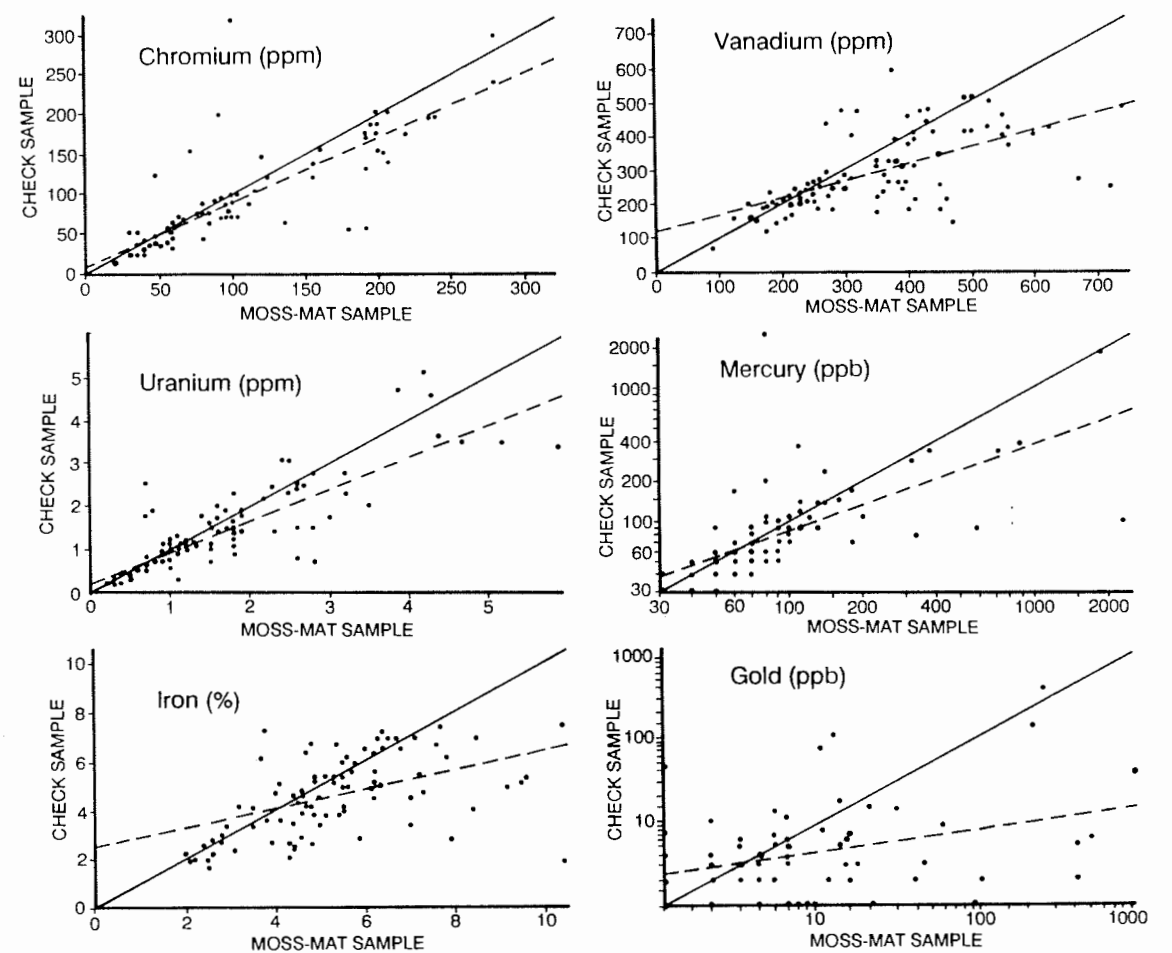 Chromium (ppm)
CHECK SAMPLE
300
250
200
150
100
50
0
0 50 100 150 200 250 300
MOSS-MAT SAMPLE
Vanadium (ppm)
CHECK SAMPLE
700
600
500
400
300
200
100
0
0 100 200 300 400 500 600 700
MOSS-MAT SAMPLE
Uranium (ppm)
CHECK SAMPLE
5
4
3
2
1
0
0 1 2 3 4 5
MOSS-MAT SAMPLE
Mercury (ppb)
CHECK SAMPLE
2000
1000
400
200
100
60
30
30 60 100 200 400 1000 2000
MOSS-MAT SAMPLE
Iron (%)
CHECK SAMPLE
10
8
6
4
2
0
0 2 4 6 8 10
MOSS-MAT SAMPLE
Gold (ppb)
CHECK SAMPLE
1000
100
10
10 100 1000
MOSS-MAT SAMPLE